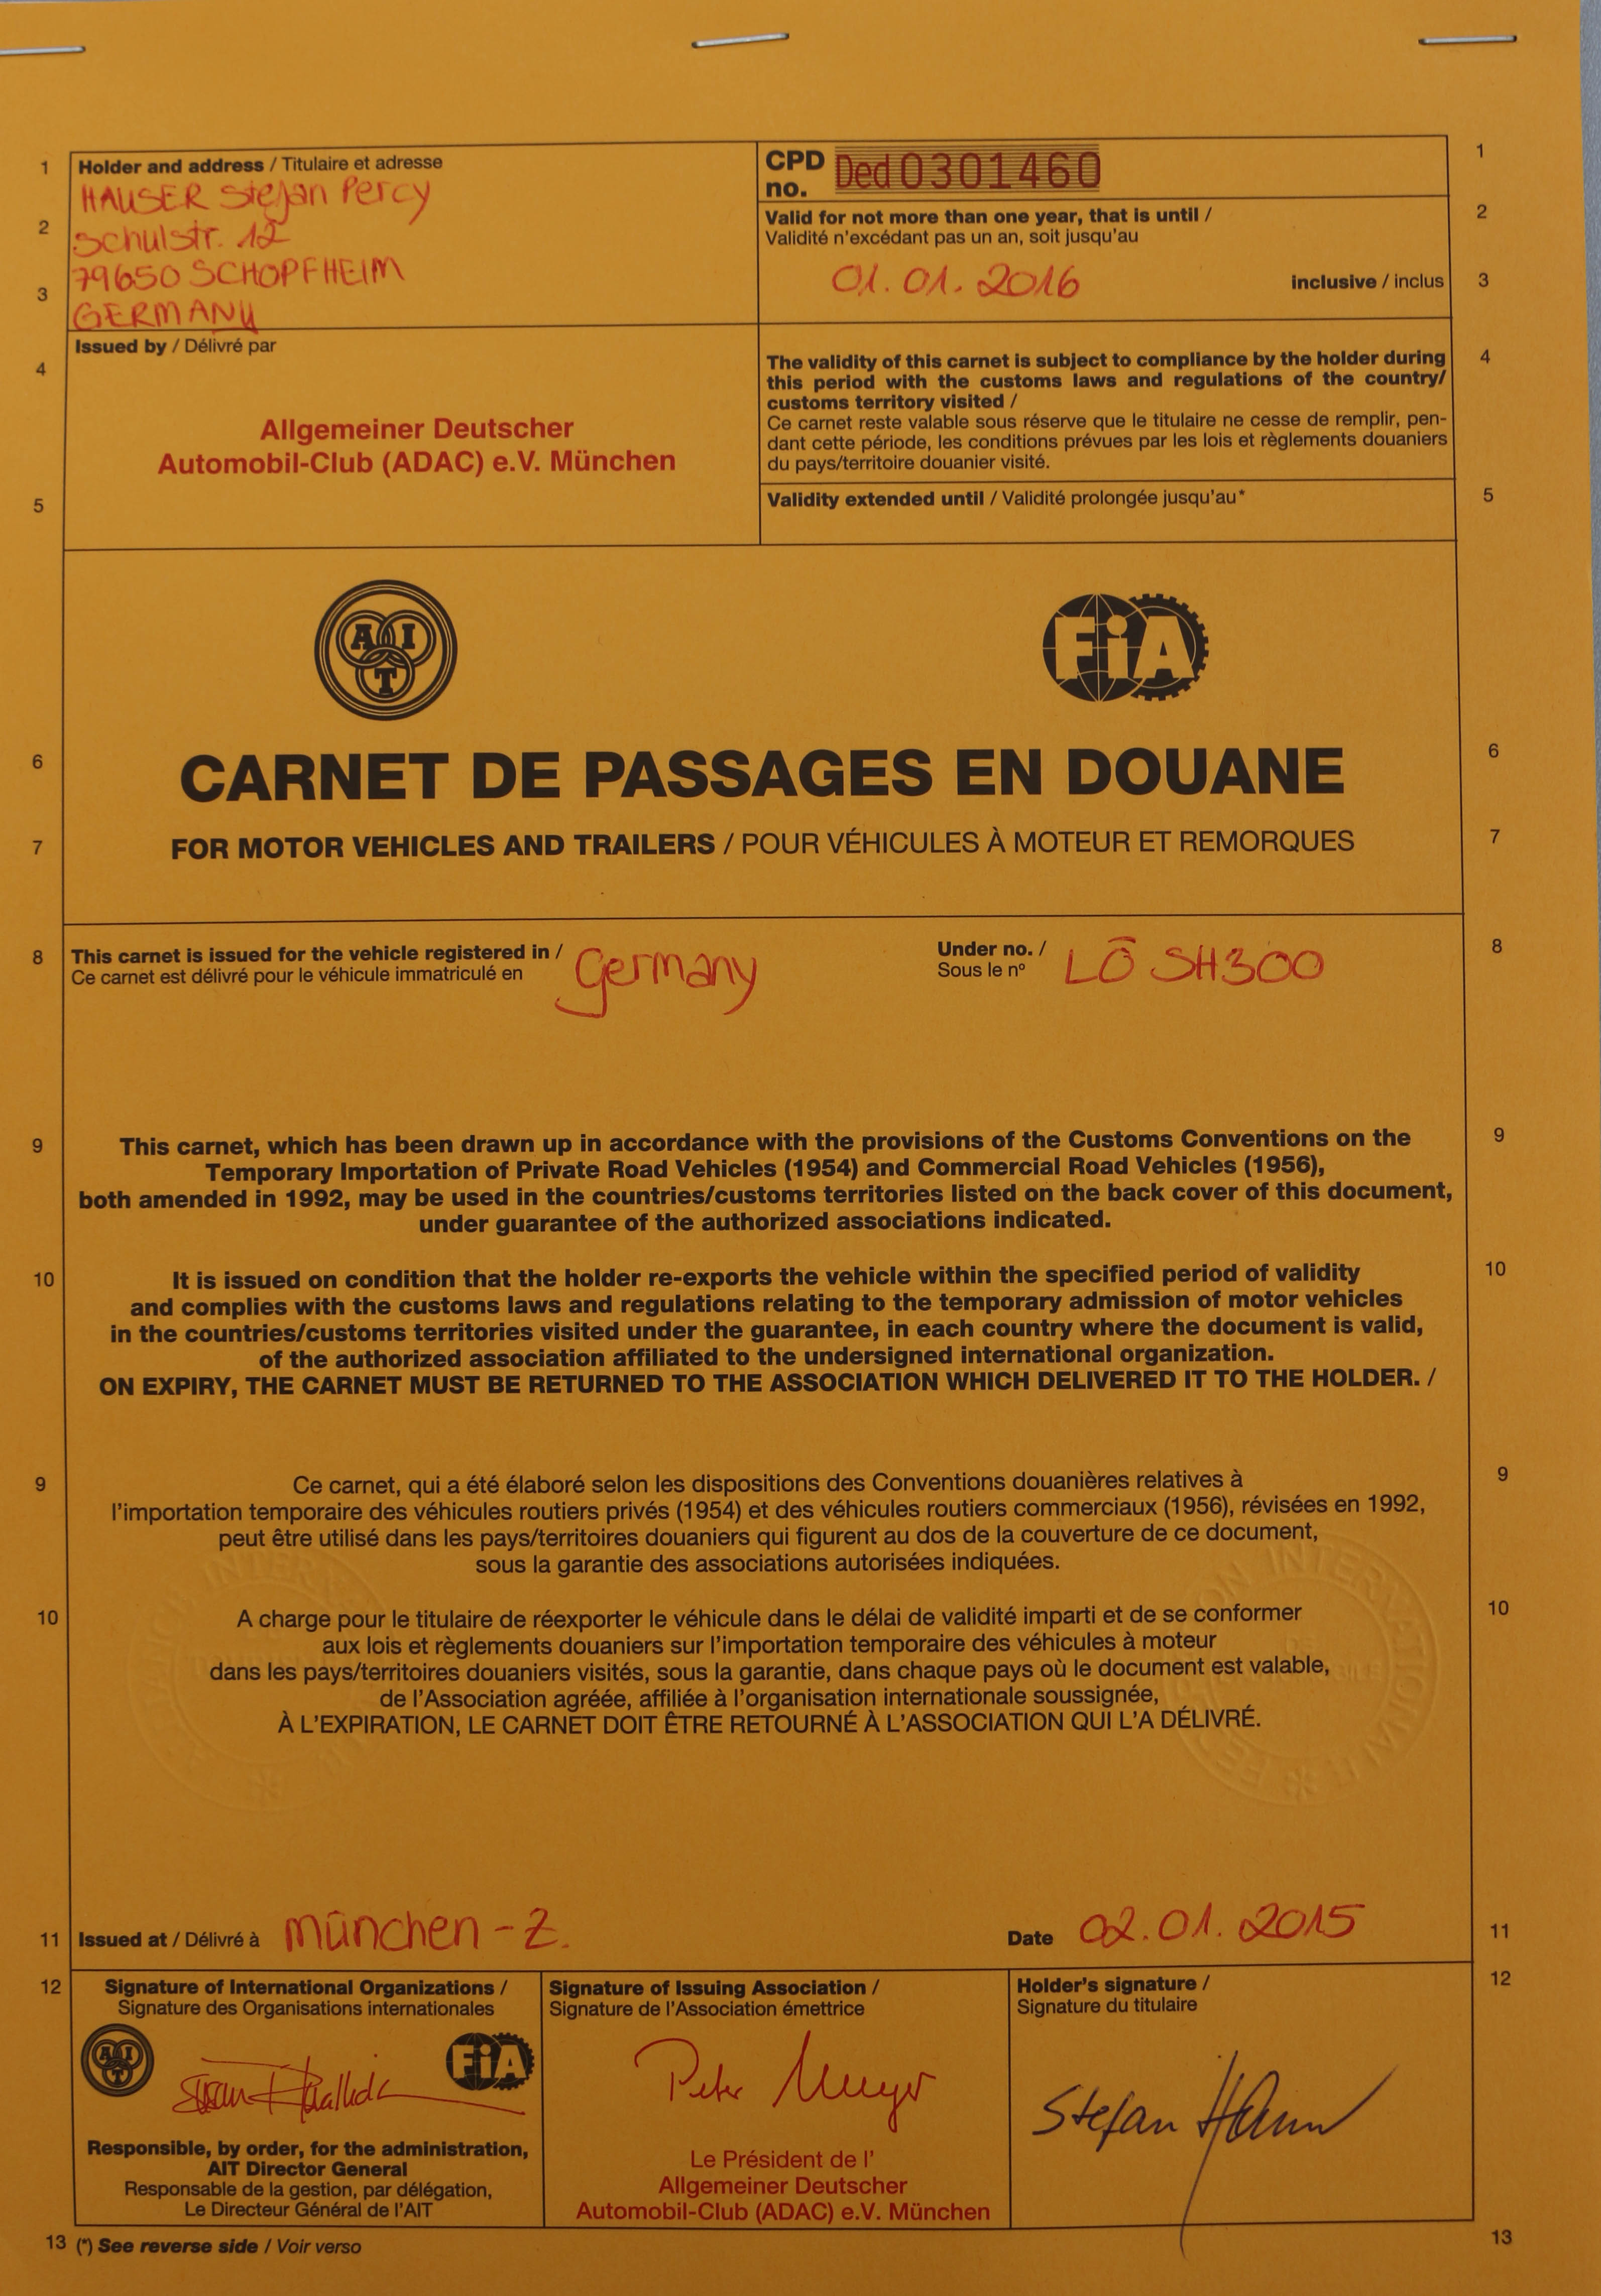 1 Holder and address / Titulaire et adresse
HAUSER Stefan Percy
2 Schulstr. 12
79650 SCHOPFHEIM
3 GERMANY
CPD no. Ded 0301460 1
Valid for not more than one year, that is until / 2
Validité n'excédant pas un an, soit jusqu'au
01.01.2016 inclusive / inclus 3
4 Issued by / Délivré par
Allgemeiner Deutscher
Automobil-Club (ADAC) e.V. München
5
The validity of this carnet is subject to compliance by the holder during 4
this period with the customs laws and regulations of the country/
customs territory visited /
Ce carnet reste valable sous réserve que le titulaire ne cesse de remplir, pen-
dant cette période, les conditions prévues par les lois et règlements douaniers
du pays/territoire douanier visité.
Validity extended until / Validité prolongée jusqu'au* 5
AIT FiA
6 CARNET DE PASSAGES EN DOUANE 6
7 FOR MOTOR VEHICLES AND TRAILERS / POUR VÉHICULES À MOTEUR ET REMORQUES 7
8 This carnet is issued for the vehicle registered in / Germany Under no. / LÖ SH300 8
Ce carnet est délivré pour le véhicule immatriculé en Sous le nº
9 This carnet, which has been drawn up in accordance with the provisions of the Customs Conventions on the 9
Temporary Importation of Private Road Vehicles (1954) and Commercial Road Vehicles (1956),
both amended in 1992, may be used in the countries/customs territories listed on the back cover of this document,
under guarantee of the authorized associations indicated.
10 It is issued on condition that the holder re-exports the vehicle within the specified period of validity 10
and complies with the customs laws and regulations relating to the temporary admission of motor vehicles
in the countries/customs territories visited under the guarantee, in each country where the document is valid,
of the authorized association affiliated to the undersigned international organization.
ON EXPIRY, THE CARNET MUST BE RETURNED TO THE ASSOCIATION WHICH DELIVERED IT TO THE HOLDER. /
9 Ce carnet, qui a été élaboré selon les dispositions des Conventions douanières relatives à 9
l'importation temporaire des véhicules routiers privés (1954) et des véhicules routiers commerciaux (1956), révisées en 1992,
peut être utilisé dans les pays/territoires douaniers qui figurent au dos de la couverture de ce document,
sous la garantie des associations autorisées indiquées.
10 A charge pour le titulaire de réexporter le véhicule dans le délai de validité imparti et de se conformer 10
aux lois et règlements douaniers sur l'importation temporaire des véhicules à moteur
dans les pays/territoires douaniers visités, sous la garantie, dans chaque pays où le document est valable,
de l'Association agréée, affiliée à l'organisation internationale soussignée,
À L'EXPIRATION, LE CARNET DOIT ÊTRE RETOURNÉ À L'ASSOCIATION QUI L'A DÉLIVRÉ.
11 Issued at / Délivré à münchen - Z. Date 02.01.2015 11
12 Signature of International Organizations /
Signature des Organisations internationales
AIT FiA
Responsible, by order, for the administration,
AIT Director General
Responsable de la gestion, par délégation,
Le Directeur Général de l'AIT
Signature of Issuing Association /
Signature de l'Association émettrice
Peter Meyer
Le Président de l'
Allgemeiner Deutscher
Automobil-Club (ADAC) e.V. München
Holder's signature / 12
Signature du titulaire
Stefan
13 (*) See reverse side / Voir verso 13